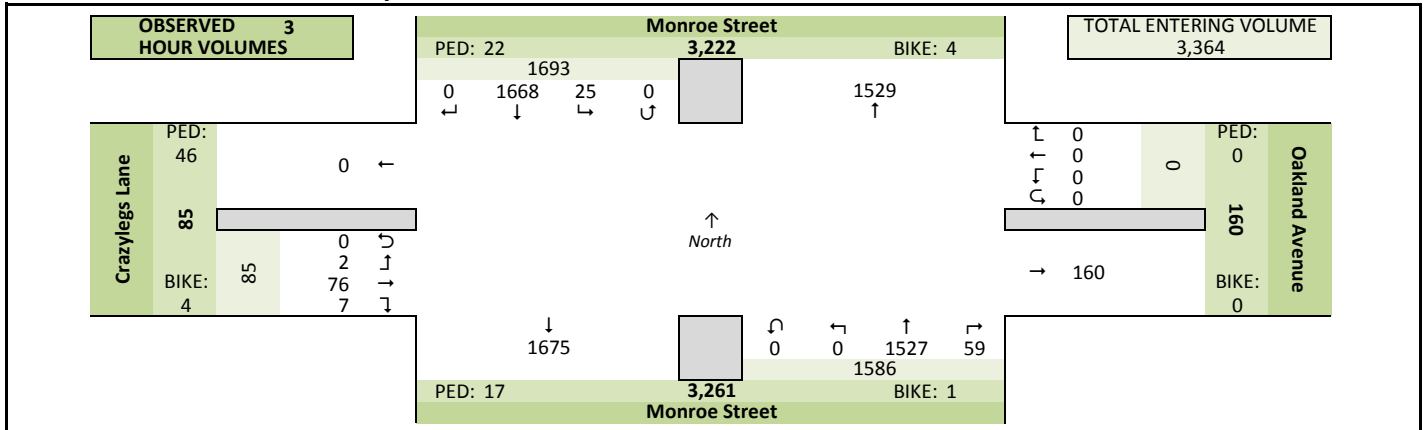 OBSERVED 3
HOUR VOLUMES
Monroe Street
PED: 22 3,222 BIKE: 4
1693
0 1668 25 0
↵ ↓ ↳ ↺
1529
↑
TOTAL ENTERING VOLUME
3,364
Crazylegs Lane
PED:
46
85
BIKE:
4
85
0 ←
0 ⮌
2 ↱
76 →
7 ↴
↑
North
↑ 0
← 0
↓ 0
⮎ 0
0
→ 160
PED:
0
160
BIKE:
0
Oakland Avenue
↓
1675
↶ ↰ ↑ ↱
0 0 1527 59
1586
PED: 17 3,261 BIKE: 1
Monroe Street